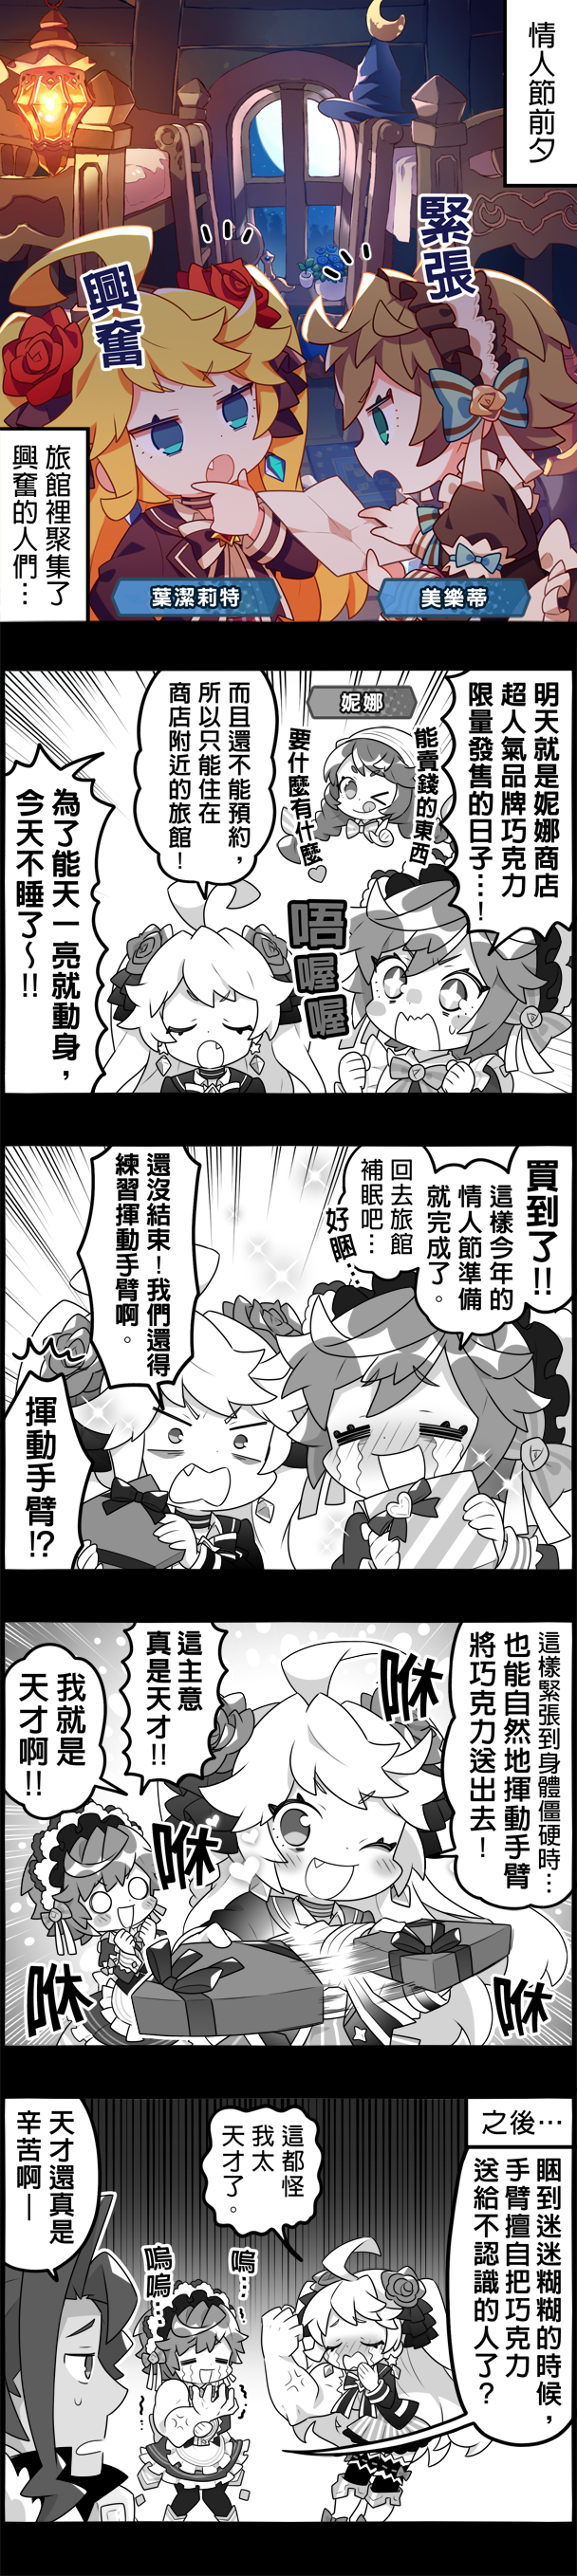 情人節前夕
緊張
興奮
旅館裡聚集了
興奮的人們…
葉潔莉特
美樂蒂
明天就是妮娜商店
超人氣品牌巧克力
限量發售的日子…!
妮娜
能賣錢的東西
要什麼有什麼♡
而且還不能預約，
所以只能住在
商店附近的旅館！
唔喔喔
為了能天一亮就動身，
今天不睡了~!!
買到了!!
這樣今年的
情人節準備
就完成了。
回去旅館
補眠吧…
好睏…
還沒結束！我們還得
練習揮動手臂啊。
揮動手臂!?
這樣緊張到身體僵硬時…
也能自然地揮動手臂
將巧克力送出去！
咻
咻
咻
咻
這主意
真是天才!!
我就是
天才啊!!
之後…
睏到迷迷糊糊的時候，
手臂擅自把巧克力
送給不認識的人了？
這都怪
我太
天才了。
嗚…
嗚嗚…
天才還真是
辛苦啊—